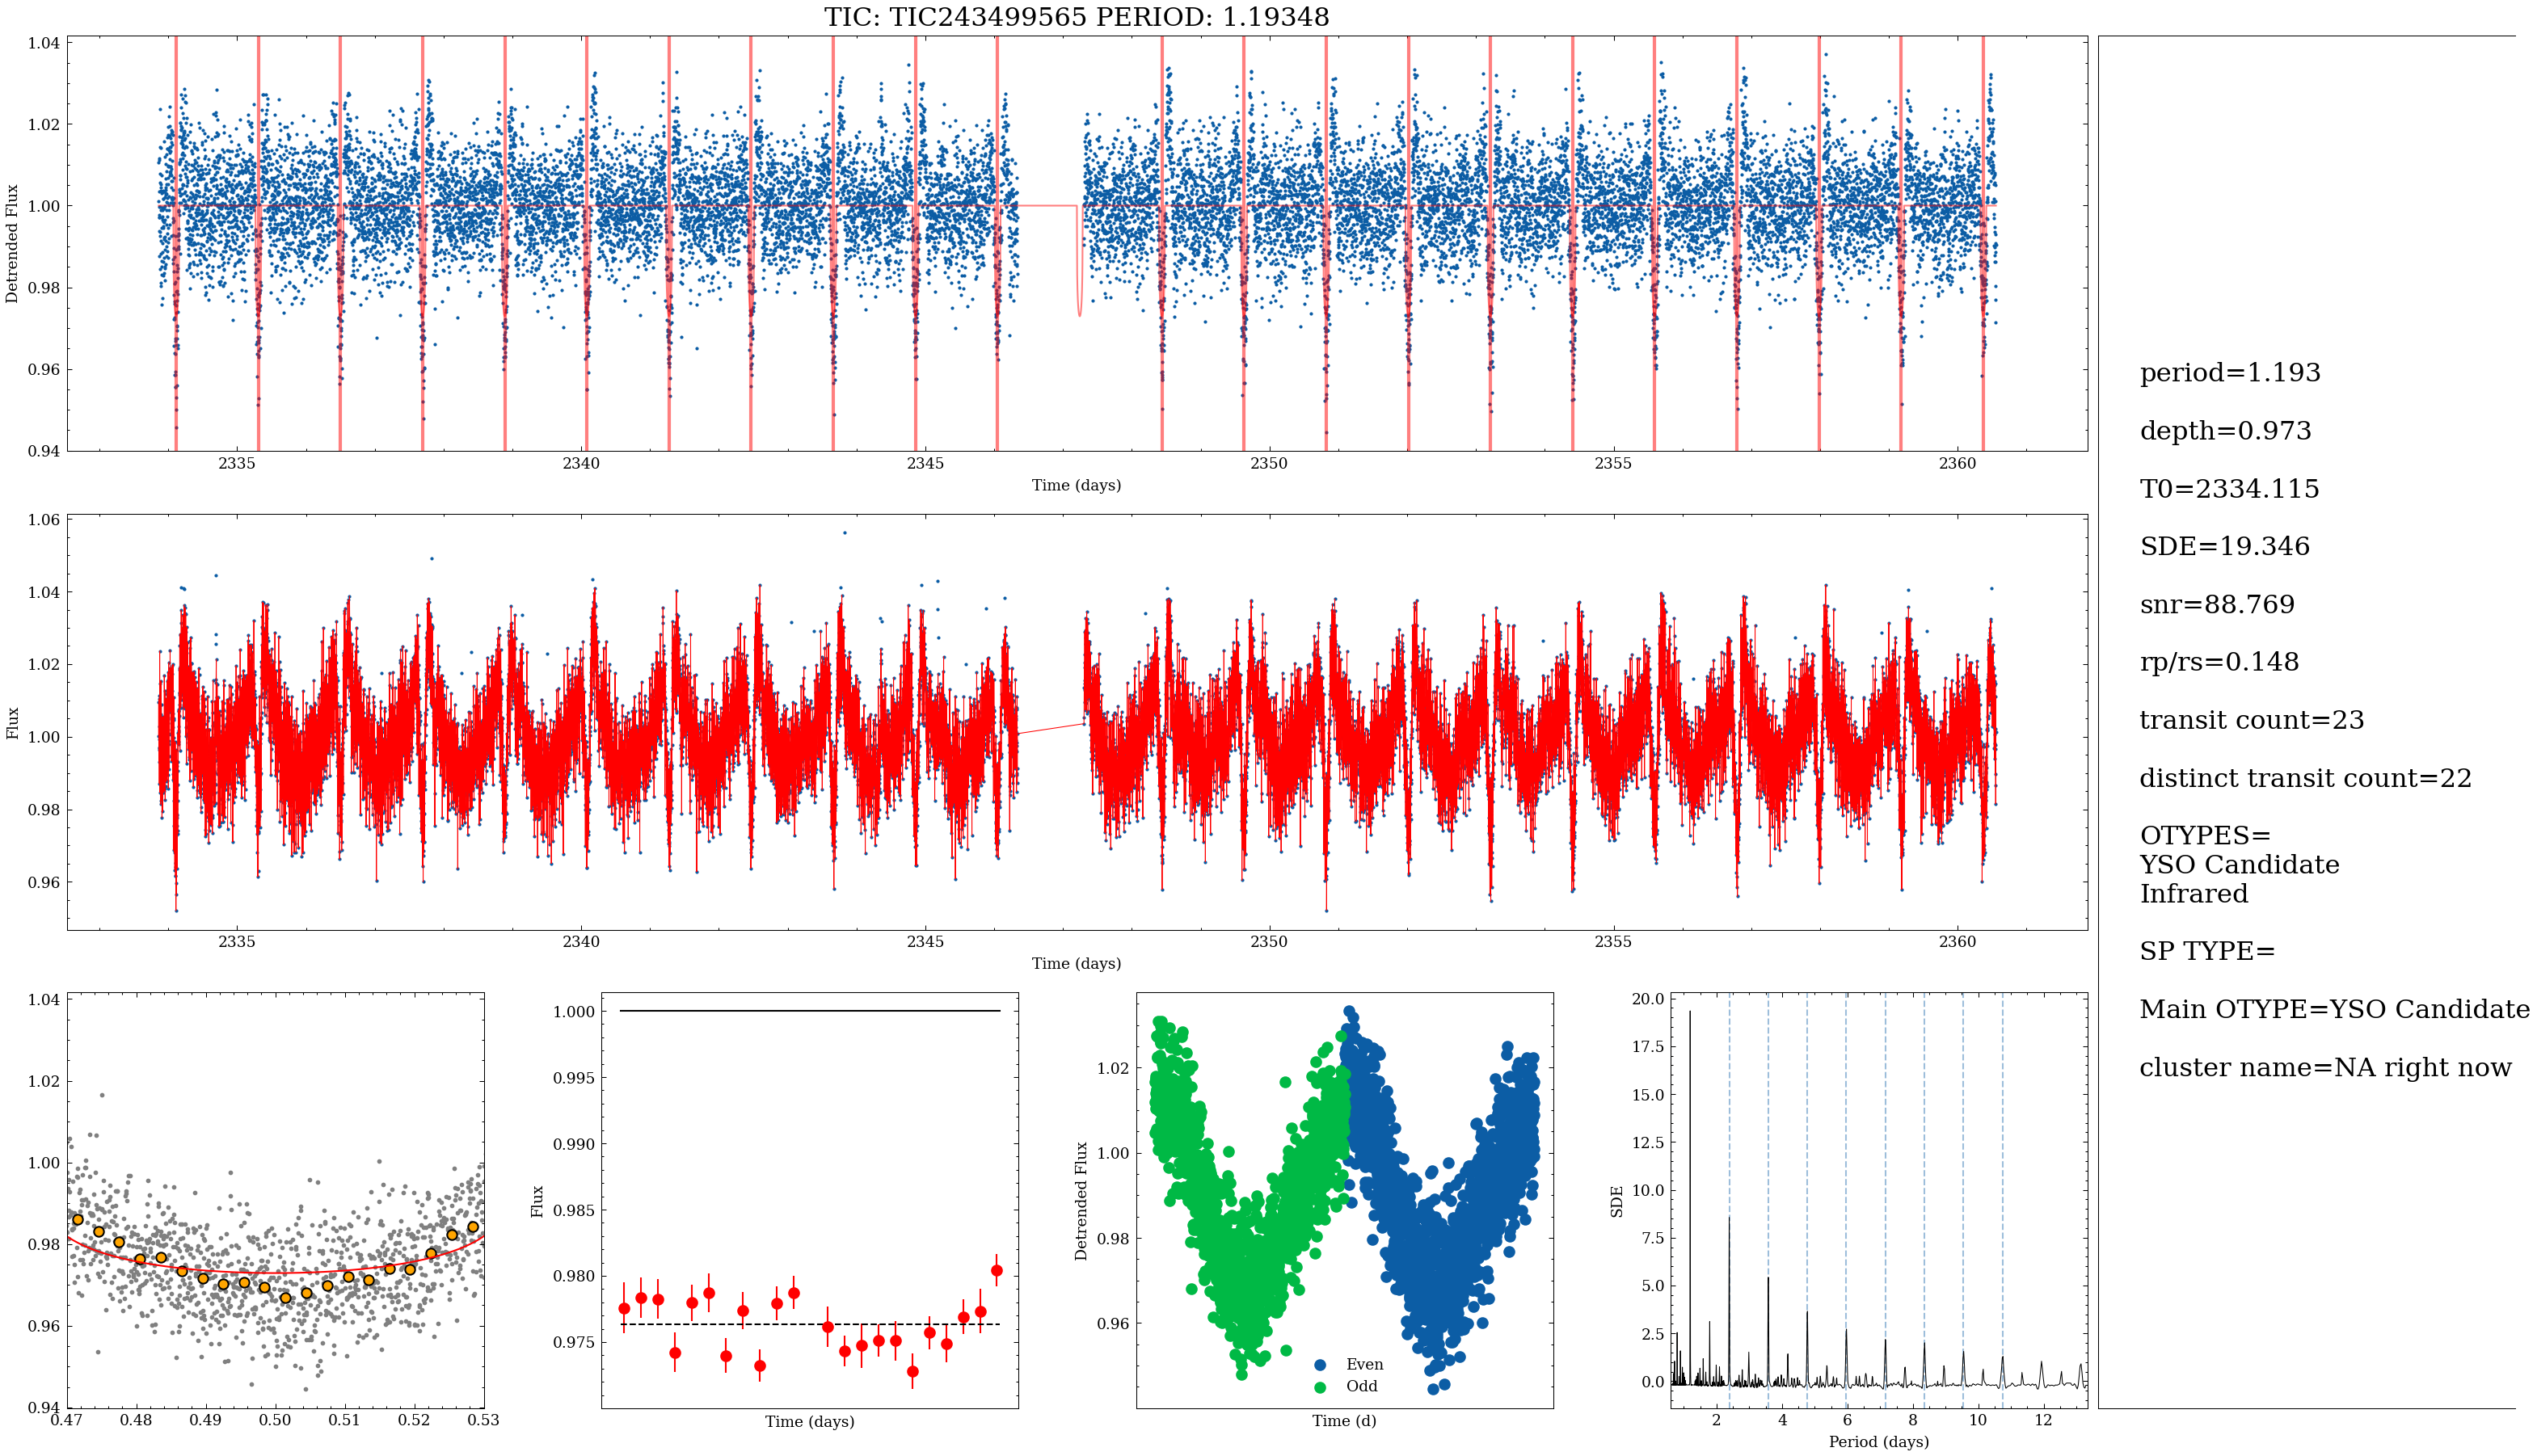 TIC: TIC243499565 PERIOD: 1.19348
1.04
1.02
1.00
0.98
0.96
0.94
Detrended Flux
2335
2340
2345
2350
2355
2360
Time (days)
1.06
1.04
1.02
1.00
0.98
0.96
Flux
2335
2340
2345
2350
2355
2360
Time (days)
1.04
1.02
1.00
0.98
0.96
0.94
0.47
0.48
0.49
0.50
0.51
0.52
0.53
1.000
0.995
0.990
0.985
0.980
0.975
Flux
Time (days)
1.02
1.00
0.98
0.96
Detrended Flux
Even
Odd
Time (d)
20.0
17.5
15.0
12.5
10.0
7.5
5.0
2.5
0.0
SDE
2
4
6
8
10
12
Period (days)
period=1.193
depth=0.973
T0=2334.115
SDE=19.346
snr=88.769
rp/rs=0.148
transit count=23
distinct transit count=22
OTYPES=
YSO Candidate
Infrared
SP TYPE=
Main OTYPE=YSO Candidate
cluster name=NA right now